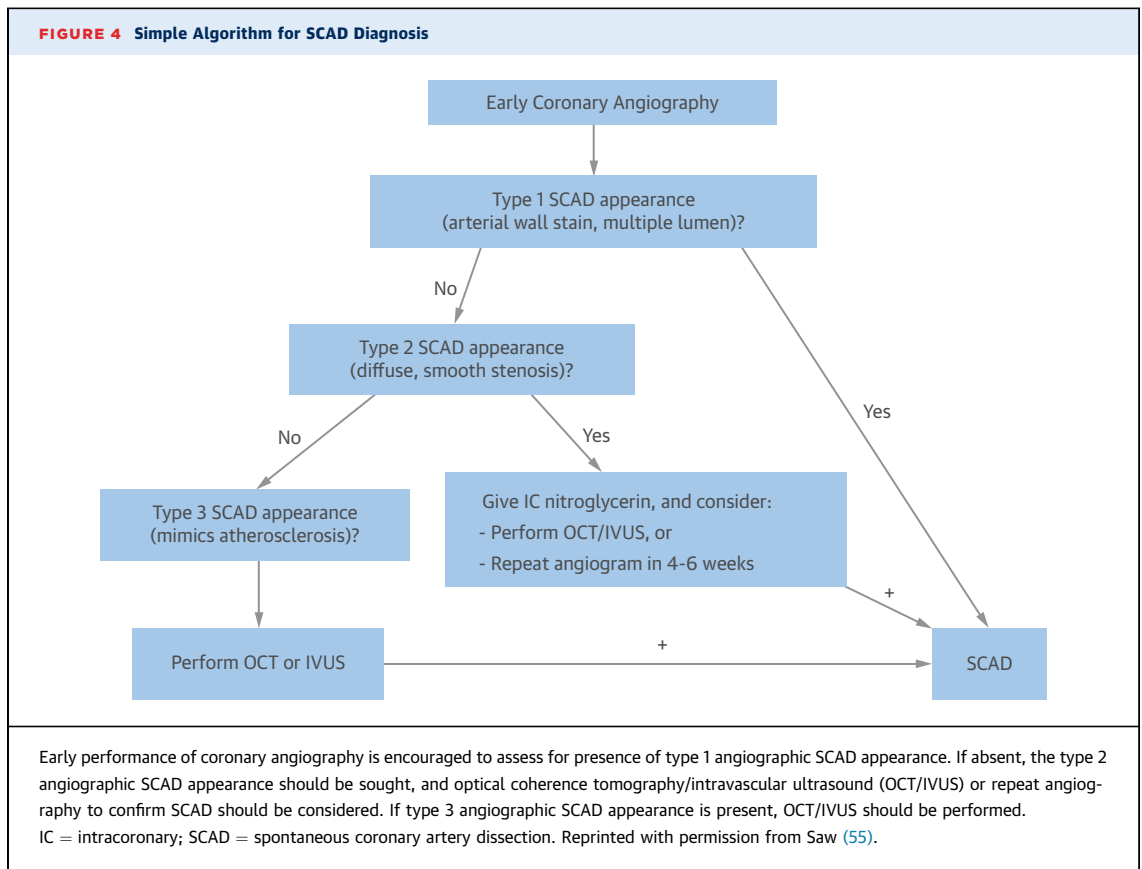 FIGURE 4 Simple Algorithm for SCAD Diagnosis
Early Coronary Angiography
Type 1 SCAD appearance
(arterial wall stain, multiple lumen)?
No
Yes
Type 2 SCAD appearance
(diffuse, smooth stenosis)?
No
Yes
Type 3 SCAD appearance
(mimics atherosclerosis)?
Give IC nitroglycerin, and consider:
- Perform OCT/IVUS, or
- Repeat angiogram in 4-6 weeks
+
Perform OCT or IVUS
+
SCAD
Early performance of coronary angiography is encouraged to assess for presence of type 1 angiographic SCAD appearance. If absent, the type 2
angiographic SCAD appearance should be sought, and optical coherence tomography/intravascular ultrasound (OCT/IVUS) or repeat angiog-
raphy to confirm SCAD should be considered. If type 3 angiographic SCAD appearance is present, OCT/IVUS should be performed.
IC = intracoronary; SCAD = spontaneous coronary artery dissection. Reprinted with permission from Saw (55).